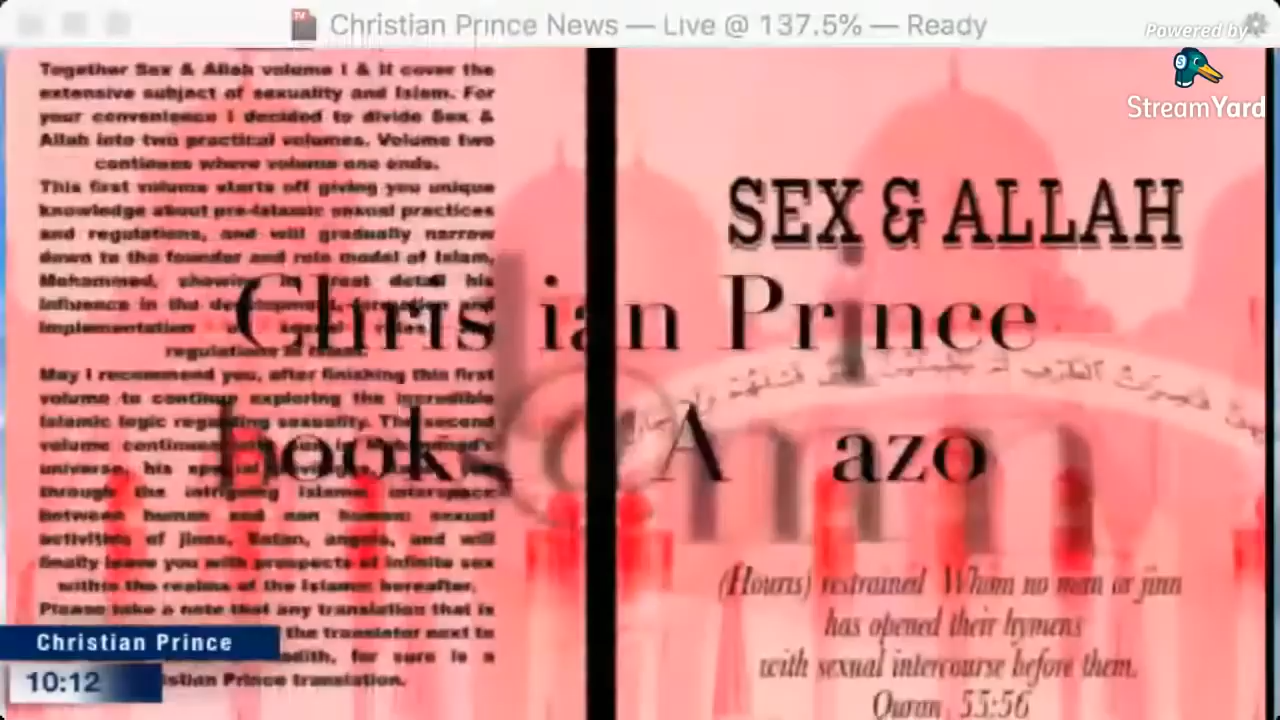 Christian Prince News — Live @ 137.5% — Ready
Powered by
StreamYard
Together Sex & Allah volume I & II cover the
extensive subject of sexuality and Islam. For
your convenience I decided to divide Sex &
Allah into two practical volumes. Volume two
continues where volume one ends.
This first volume starts off giving you unique
knowledge about pre-Islamic sexual practices
and regulations, and will gradually narrow
down to the founder and role model of Islam,
Mohammed, showing in great detail his
influence in the development, formation and
implementation of sexual rules and
regulations in Islam.
May I recommend you, after finishing this first
volume to continue exploring the incredible
Islamic logic regarding sexuality. The second
volume continues
universe, his special
through the intriguing Islamic interspace
between human and non human sexual
activities of jinns, Satan, angels, and will
finally leave you with prospects of infinite sex
within the realms of the Islamic hereafter.
Please take a note that any translation that is
the translator next to
for sure is a
Christian Prince translation.
SEX & ALLAH
Christian Prince
book @ Amazo
(Houris) restrained Whom no man or jinn
has opened their hymens
with sexual intercourse before them.
Quran 55:56
Christian Prince
10:12